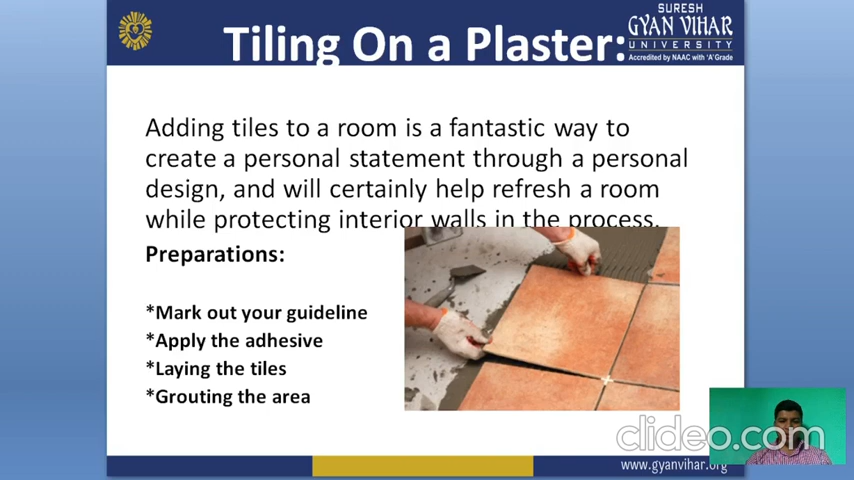 Tiling On a Plaster:
SURESH
GYAN VIHAR
UNIVERSITY
Accredited by NAAC with 'A' Grade
Adding tiles to a room is a fantastic way to
create a personal statement through a personal
design, and will certainly help refresh a room
while protecting interior walls in the process.
Preparations:
*Mark out your guideline
*Apply the adhesive
*Laying the tiles
*Grouting the area
clideo.com
www.gyanvihar.org